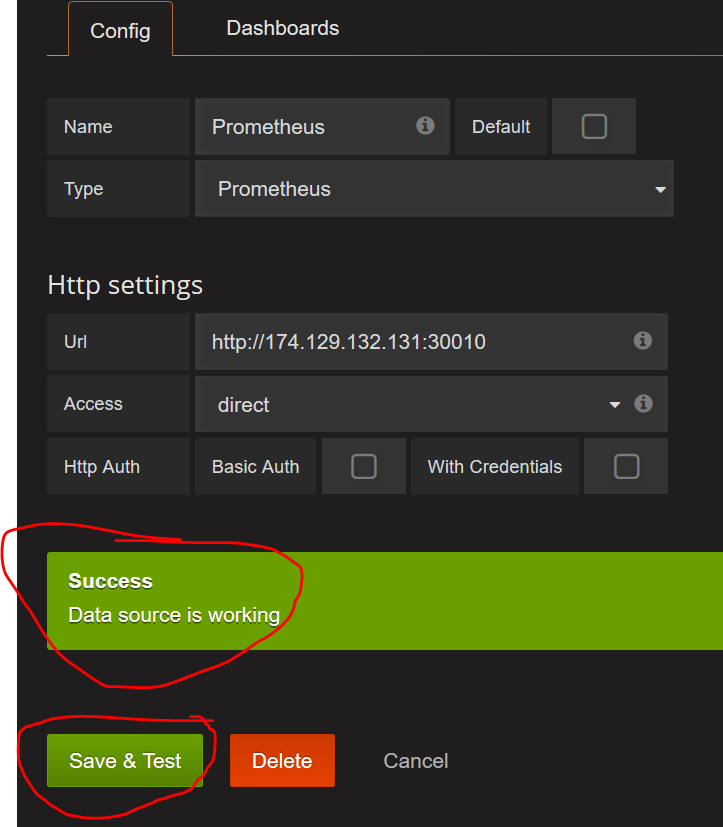 Config Dashboards
Name Prometheus Default
Type Prometheus
Http settings
Url http://174.129.132.131:30010
Access direct
Http Auth Basic Auth With Credentials
Success
Data source is working
Save & Test Delete Cancel